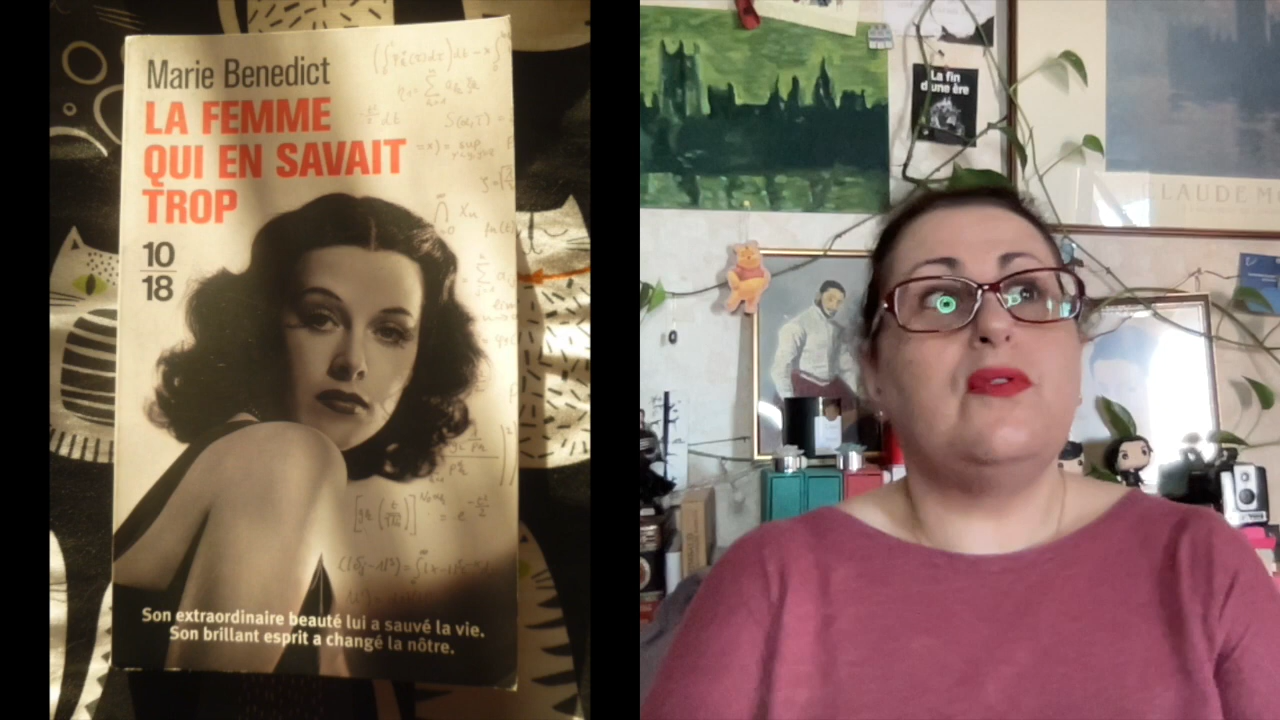 Marie Benedict
LA FEMME
QUI EN SAVAIT
TROP
10
18
Son extraordinaire beauté lui a sauvé la vie.
Son brillant esprit a changé la nôtre.
La fin
d'une ère
CLAUDE M